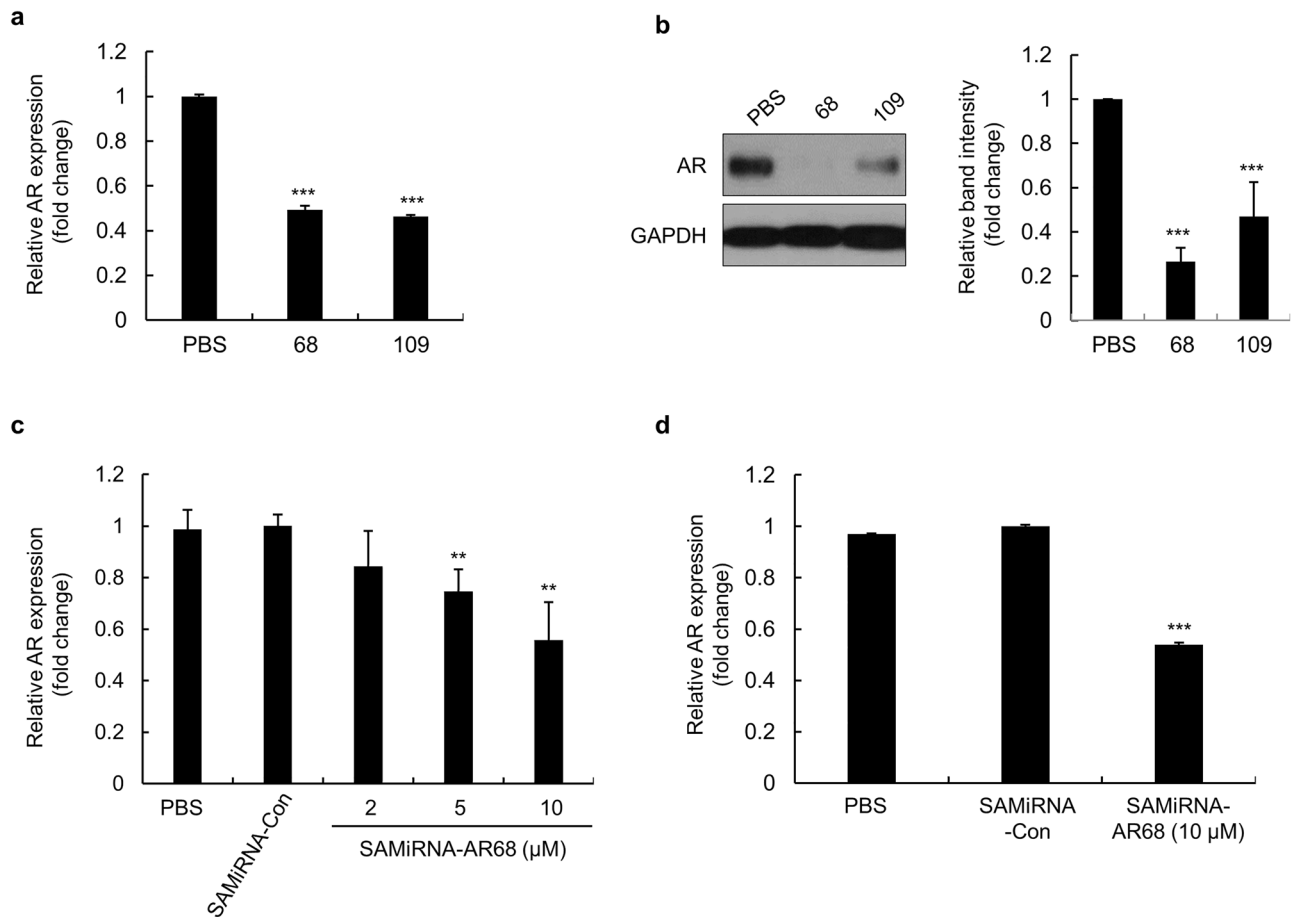 a
Relative AR expression
(fold change)
1.2
1
0.8
0.6
0.4
0.2
0
***
***
PBS
68
109
b
PBS
68
109
AR
GAPDH
Relative band intensity
(fold change)
1.2
1
0.8
0.6
0.4
0.2
0
***
***
PBS
68
109
c
Relative AR expression
(fold change)
1.2
1
0.8
0.6
0.4
0.2
0
**
**
PBS
SAMiRNA-Con
2
5
10
SAMiRNA-AR68 (μM)
d
Relative AR expression
(fold change)
1.2
1
0.8
0.6
0.4
0.2
0
***
PBS
SAMiRNA
-Con
SAMiRNA-
AR68 (10 μM)